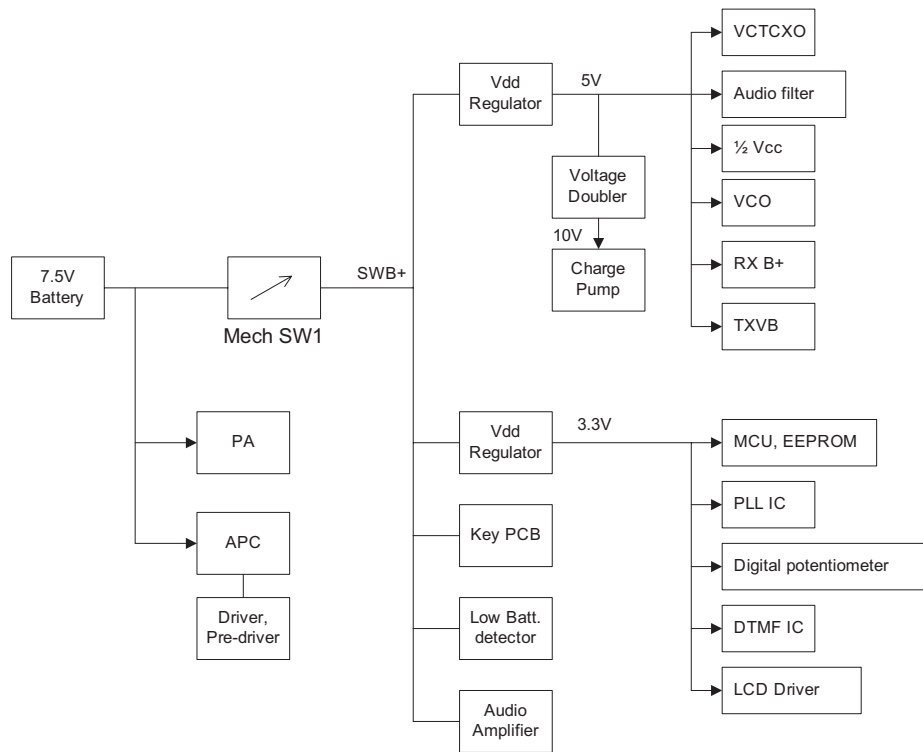 7.5V
Battery
Mech SW1
SWB+
PA
APC
Driver,
Pre-driver
Vdd
Regulator
5V
Voltage
Doubler
10V
Charge
Pump
VCTCXO
Audio filter
½ Vcc
VCO
RX B+
TXVB
Vdd
Regulator
3.3V
Key PCB
Low Batt.
detector
Audio
Amplifier
MCU, EEPROM
PLL IC
Digital potentiometer
DTMF IC
LCD Driver